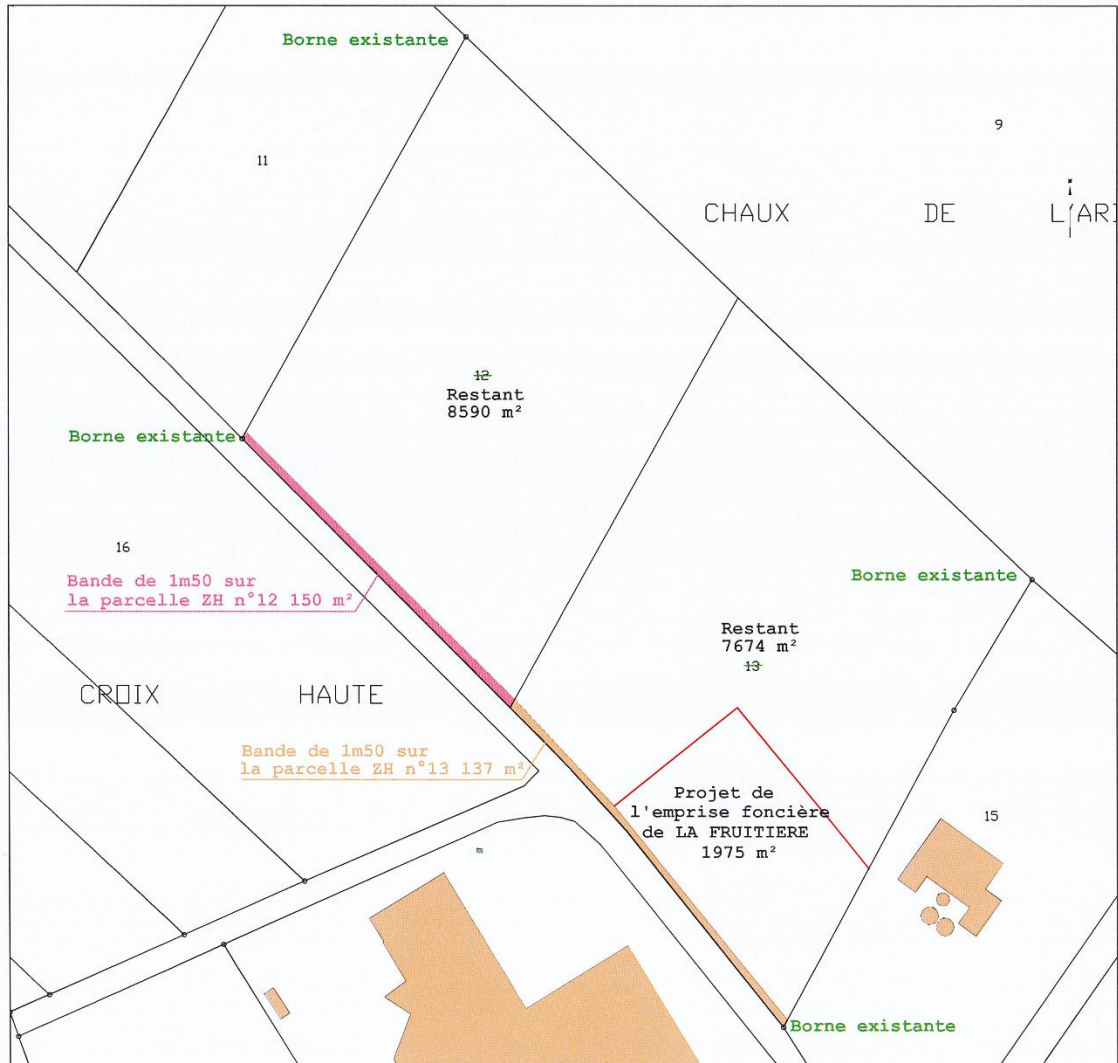 Borne existante
9
11
CHAUX DE L'ARI
12
Restant
8590 m²
Borne existante
16
Bande de 1m50 sur
la parcelle ZH n°12 150 m²
Borne existante
Restant
7674 m²
13
CROIX HAUTE
Bande de 1m50 sur
la parcelle ZH n°13 137 m²
Projet de
l'emprise foncière
de LA FRUITIERE
1975 m²
15
Borne existante